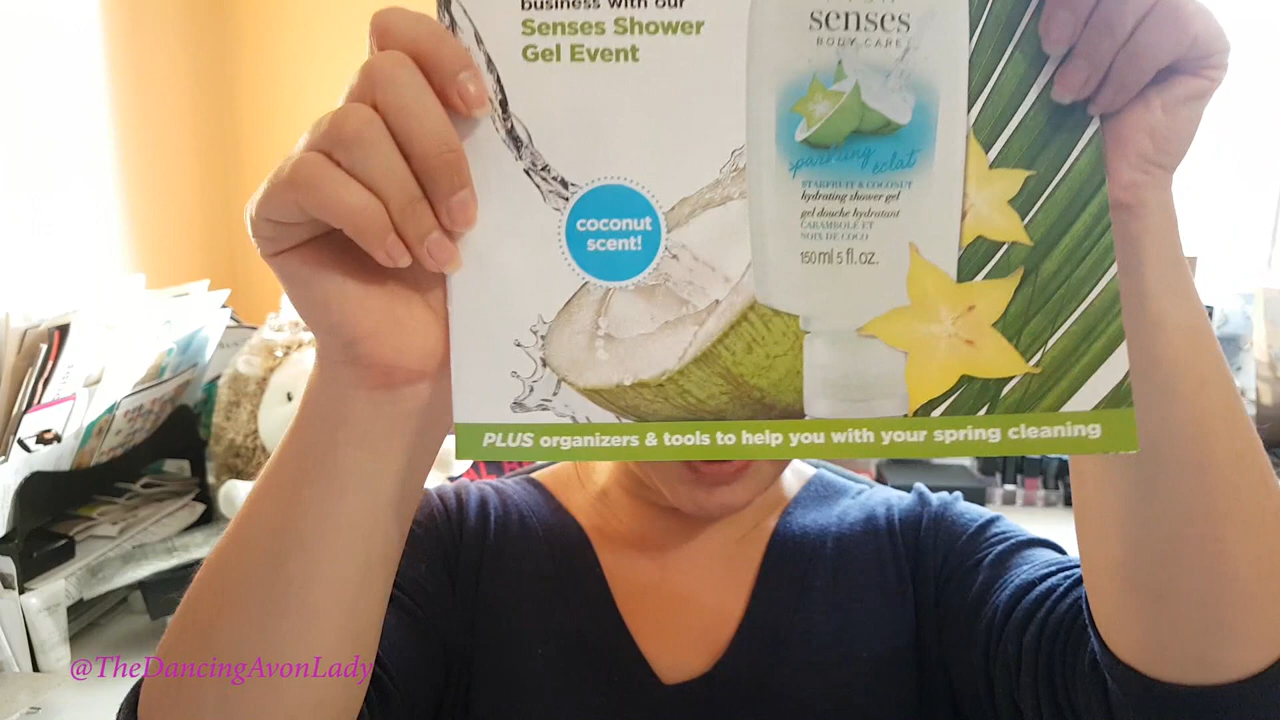 business with our
Senses Shower
Gel Event
coconut
scent!
senses
BODY CARE
sparkling
éclat
STARFRUIT & COCONUT
hydrating shower gel
gel douche hydratant
CARAMBOLE ET
NOIX DE COCO
150 ml 5 fl. oz.
PLUS organizers & tools to help you with your spring cleaning
@TheDancingAvonLady